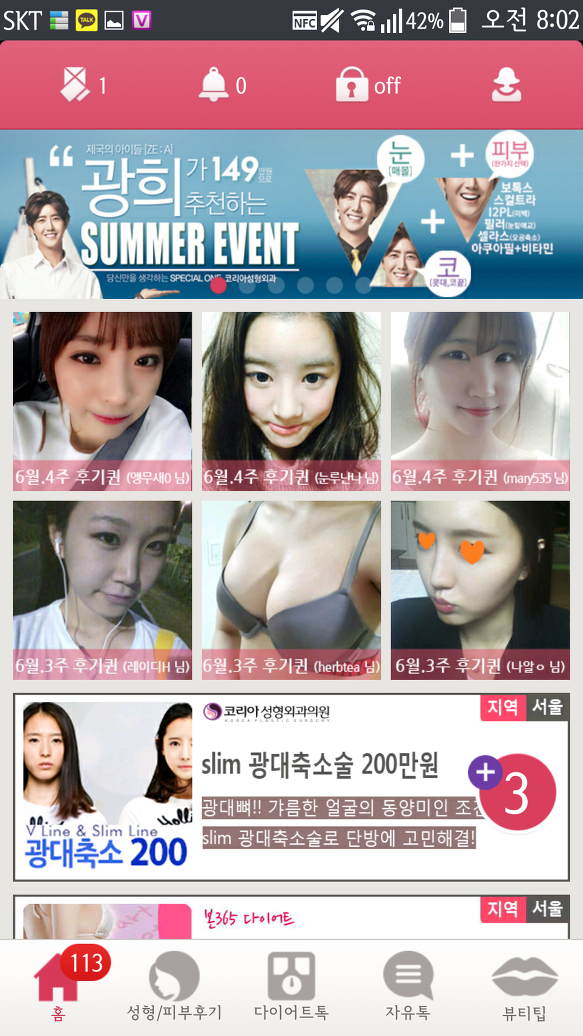 SKT
TALK
V
NFC
42%
오전 8:02
1
0
off
제국의 아이들 [ZE:A]
“광희가 149만원으로
추천하는
SUMMER EVENT
당신만을 생각하는 SPECIAL ONE 코리아성형외과
눈
(매몰)
+
피부
(한가지 선택)
보톡스
스컬트라
I2PL(미백)
필러(눈밑애교)
셀라스(모공축소)
아쿠아필+비타민
+
코
(콧대,코끝)
6월.4주 후기퀸 (앵무새0 님)
6월.4주 후기퀸 (눈루난나 님)
6월.4주 후기퀸 (mary535 님)
6월.3주 후기퀸 (레이디H 님)
6월.3주 후기퀸 (herbtea 님)
6월.3주 후기퀸 (나알ㅇ 님)
코리아성형외과의원
KOREA PLASTIC SURGERY
지역 서울
slim 광대축소술 200만원
광대뼈!! 갸름한 얼굴의 동양미인 조
slim 광대축소술로 단방에 고민해결!
+
3
V Line & Slim Line
광대축소 200
지역 서울
본365 다이어트
113
홈
성형/피부후기
다이어트톡
자유톡
뷰티팁